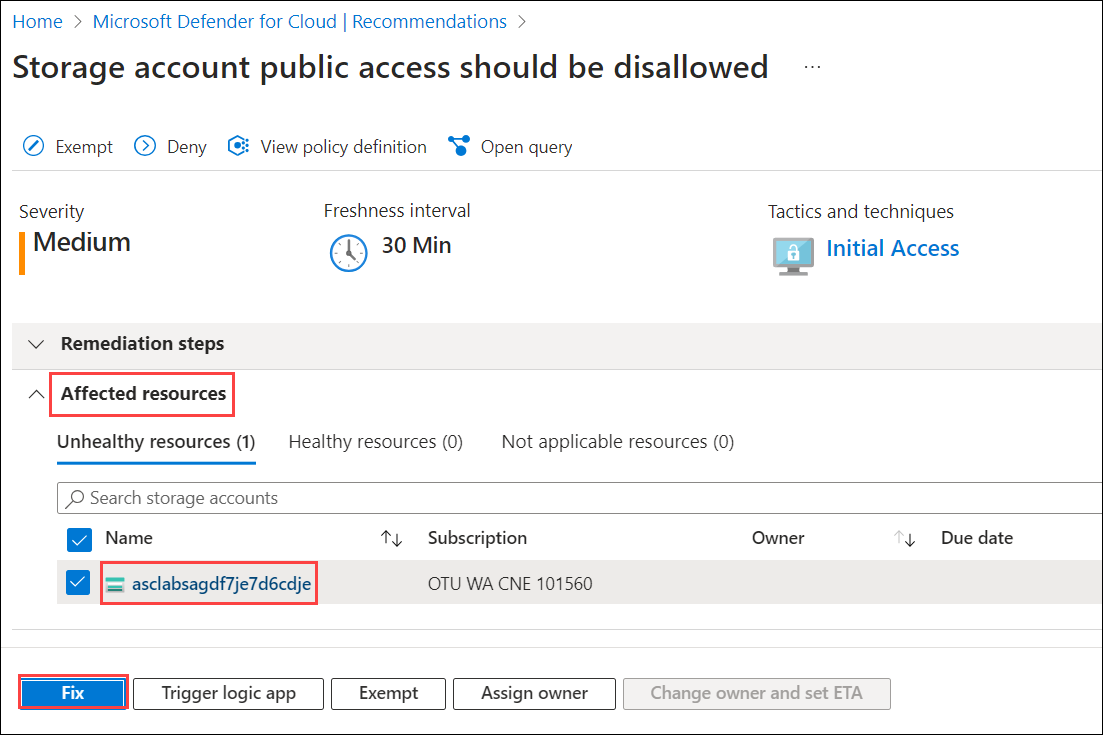 Home > Microsoft Defender for Cloud | Recommendations >
Storage account public access should be disallowed ...
Exempt Deny View policy definition Open query
Severity Freshness interval Tactics and techniques
Medium 30 Min Initial Access
Remediation steps
Affected resources
Unhealthy resources (1) Healthy resources (0) Not applicable resources (0)
Search storage accounts
Name Subscription Owner Due date
asclabsagdf7je7d6cdje OTU WA CNE 101560
Fix Trigger logic app Exempt Assign owner Change owner and set ETA